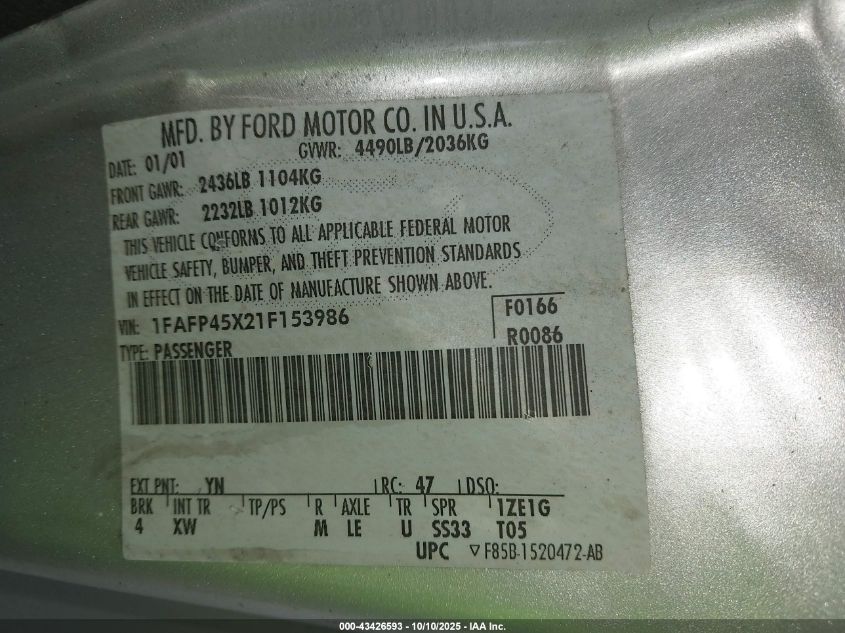 MFD. BY FORD MOTOR CO. IN U.S.A.
DATE: 01/01 GVWR: 4490LB/2036KG
FRONT GAWR: 2436LB 1104KG
REAR GAWR: 2232LB 1012KG
THIS VEHICLE CONFORMS TO ALL APPLICABLE FEDERAL MOTOR
VEHICLE SAFETY, BUMPER, AND THEFT PREVENTION STANDARDS
IN EFFECT ON THE DATE OF MANUFACTURE SHOWN ABOVE.
VIN: 1FAFP45X21F153986 F0166
TYPE: PASSENGER R0086
EXT PNT: YN RC: 47 DSO:
BRK INT TR TP/PS R AXLE TR SPR 1ZE1G
4 XW M LE U SS33 T05
UPC ▽F85B-1520472-AB
000-43426593 - 10/10/2025 - IAA Inc.